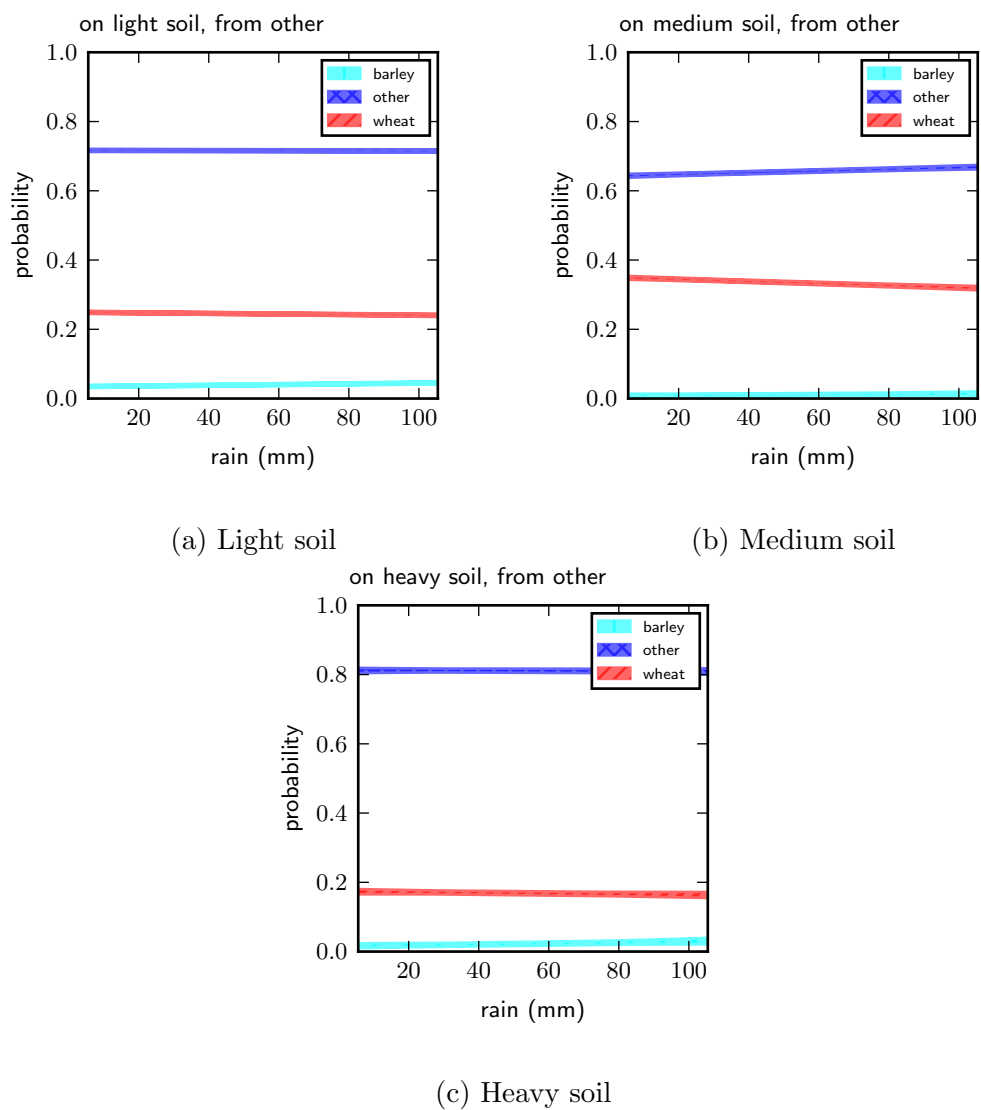 on light soil, from other
1.0
0.8
0.6
0.4
0.2
0.0
probability
barley
other
wheat
20 40 60 80 100
rain (mm)
(a) Light soil
on medium soil, from other
1.0
0.8
0.6
0.4
0.2
0.0
probability
barley
other
wheat
20 40 60 80 100
rain (mm)
(b) Medium soil
on heavy soil, from other
1.0
0.8
0.6
0.4
0.2
0.0
probability
barley
other
wheat
20 40 60 80 100
rain (mm)
(c) Heavy soil